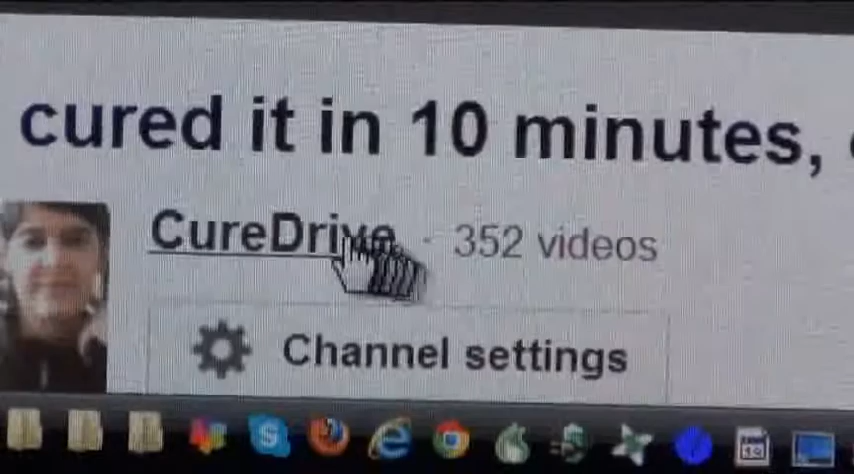 cured it in 10 minutes,
CureDrive - 352 videos
Channel settings